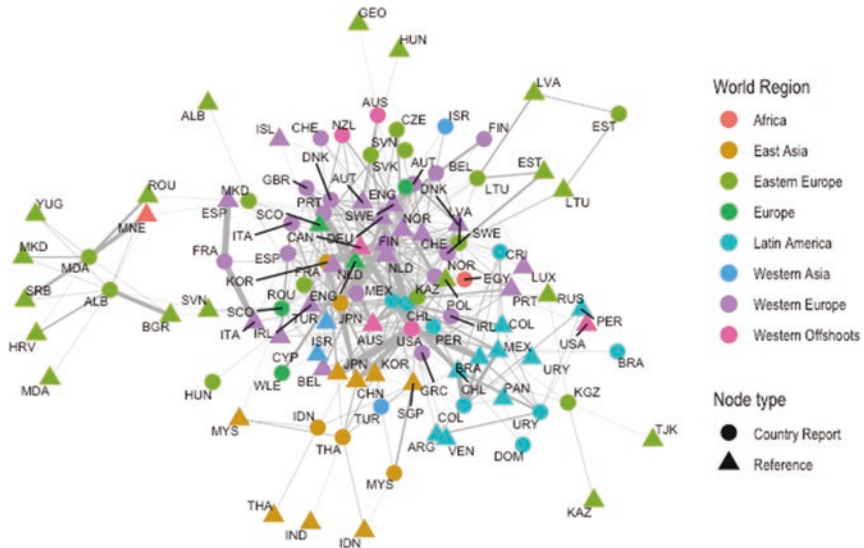 GEO
HUN
LVA
ALB
AUS
CZE
ISR
EST
ISL
CHE
NZL
SVN
FIN
DNK
SVK
AUT
BEL
EST
ROU
MKD
GBR
AUT
ENG
DNK
LTU
YUG
MNE
ESP
PRT
SWE
NOR
LVA
LTU
SCO
ITA
CAN
DEU
FIN
CHE
SWE
MKD
MDA
FRA
ESP
KOR
FRA
NLD
NLD
NOR
CRI
EGY
LUX
SRB
ALB
SVN
ROU
ENG
MEX
KAZ
POL
PRT
RUS
SCO
TUR
JPN
CHL
IRL
COL
PER
HRV
BGR
ITA
IRL
CYP
ISR
AUS
USA
PER
MEX
USA
MDA
HUN
WLE
BEL
JPN
KOR
BRA
URY
BRA
CHN
GRC
CHL
PAN
MYS
IDN
TUR
SGP
COL
URY
KGZ
THA
ARG
VEN
DOM
TJK
MYS
THA
IND
IDN
KAZ
World Region
Africa
East Asia
Eastern Europe
Europe
Latin America
Western Asia
Western Europe
Western Offshoots
Node type
Country Report
Reference